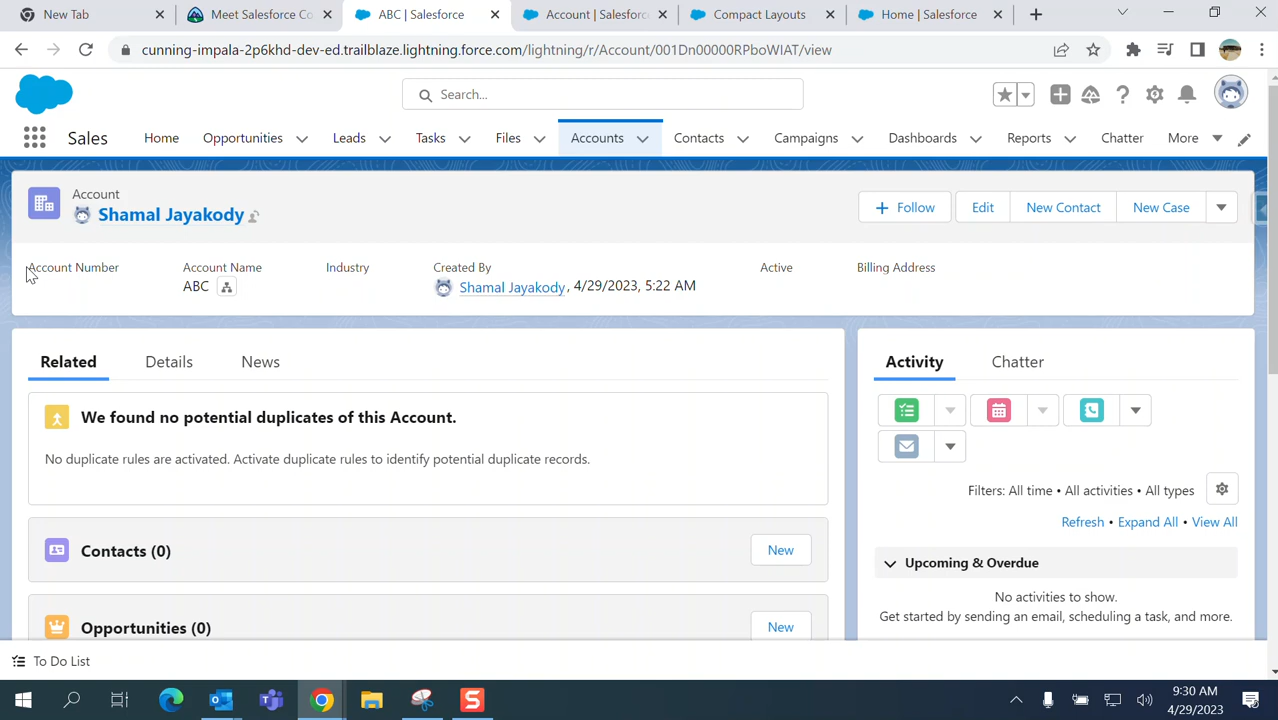 New Tab
Meet Salesforce Co
ABC | Salesforce
Account | Salesforc
Compact Layouts
Home | Salesforce
cunning-impala-2p6khd-dev-ed.trailblaze.lightning.force.com/lightning/r/Account/001Dn00000RPboWIAT/view
Search...
Sales
Home
Opportunities
Leads
Tasks
Files
Accounts
Contacts
Campaigns
Dashboards
Reports
Chatter
More
Account
Shamal Jayakody
Follow
Edit
New Contact
New Case
Account Number
Account Name
Industry
Created By
Active
Billing Address
ABC
Shamal Jayakody, 4/29/2023, 5:22 AM
Related
Details
News
We found no potential duplicates of this Account.
No duplicate rules are activated. Activate duplicate rules to identify potential duplicate records.
Contacts (0)
New
Opportunities (0)
New
Activity
Chatter
Filters: All time • All activities • All types
Refresh • Expand All • View All
Upcoming & Overdue
No activities to show.
Get started by sending an email, scheduling a task, and more.
To Do List
S
9:30 AM
4/29/2023